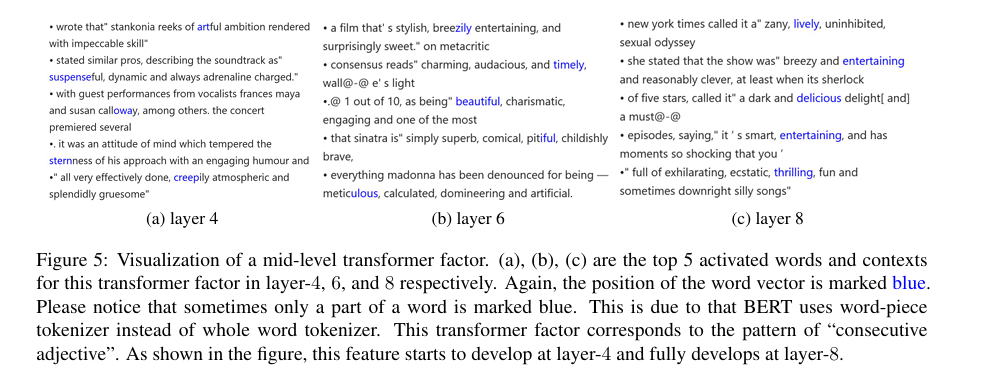 • wrote that" stankonia reeks of artful ambition rendered
with impeccable skill"
• stated similar pros, describing the soundtrack as"
suspenseful, dynamic and always adrenaline charged."
• with guest performances from vocalists frances maya
and susan calloway, among others. the concert
premiered several
•. it was an attitude of mind which tempered the
sternness of his approach with an engaging humour and
•" all very effectively done, creepily atmospheric and
splendidly gruesome"
(a) layer 4
• a film that' s stylish, breezily entertaining, and
surprisingly sweet." on metacritic
• consensus reads" charming, audacious, and timely,
wall@-@ e' s light
•.@ 1 out of 10, as being" beautiful, charismatic,
engaging and one of the most
• that sinatra is" simply superb, comical, pitiful, childishly
brave,
• everything madonna has been denounced for being —
meticulous, calculated, domineering and artificial.
(b) layer 6
• new york times called it a" zany, lively, uninhibited,
sexual odyssey
• she stated that the show was" breezy and entertaining
and reasonably clever, at least when its sherlock
• of five stars, called it" a dark and delicious delight[ and]
a must@-@
• episodes, saying," it ' s smart, entertaining, and has
moments so shocking that you '
•" full of exhilarating, ecstatic, thrilling, fun and
sometimes downright silly songs"
(c) layer 8
Figure 5: Visualization of a mid-level transformer factor. (a), (b), (c) are the top 5 activated words and contexts
for this transformer factor in layer-4, 6, and 8 respectively. Again, the position of the word vector is marked blue.
Please notice that sometimes only a part of a word is marked blue. This is due to that BERT uses word-piece
tokenizer instead of whole word tokenizer. This transformer factor corresponds to the pattern of “consecutive
adjective”. As shown in the figure, this feature starts to develop at layer-4 and fully develops at layer-8.